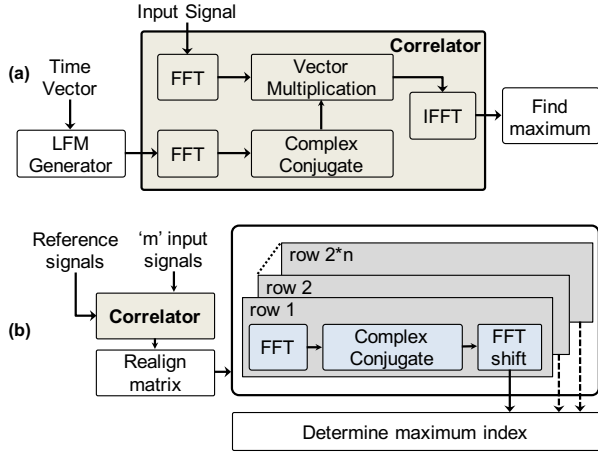 Input Signal
Correlator
(a)
Time
Vector
FFT
Vector
Multiplication
IFFT
Find
maximum
LFM
Generator
FFT
Complex
Conjugate
(b)
Reference
signals
‘m’ input
signals
Correlator
Realign
matrix
row 2*n
row 2
row 1
FFT
Complex
Conjugate
FFT
shift
Determine maximum index